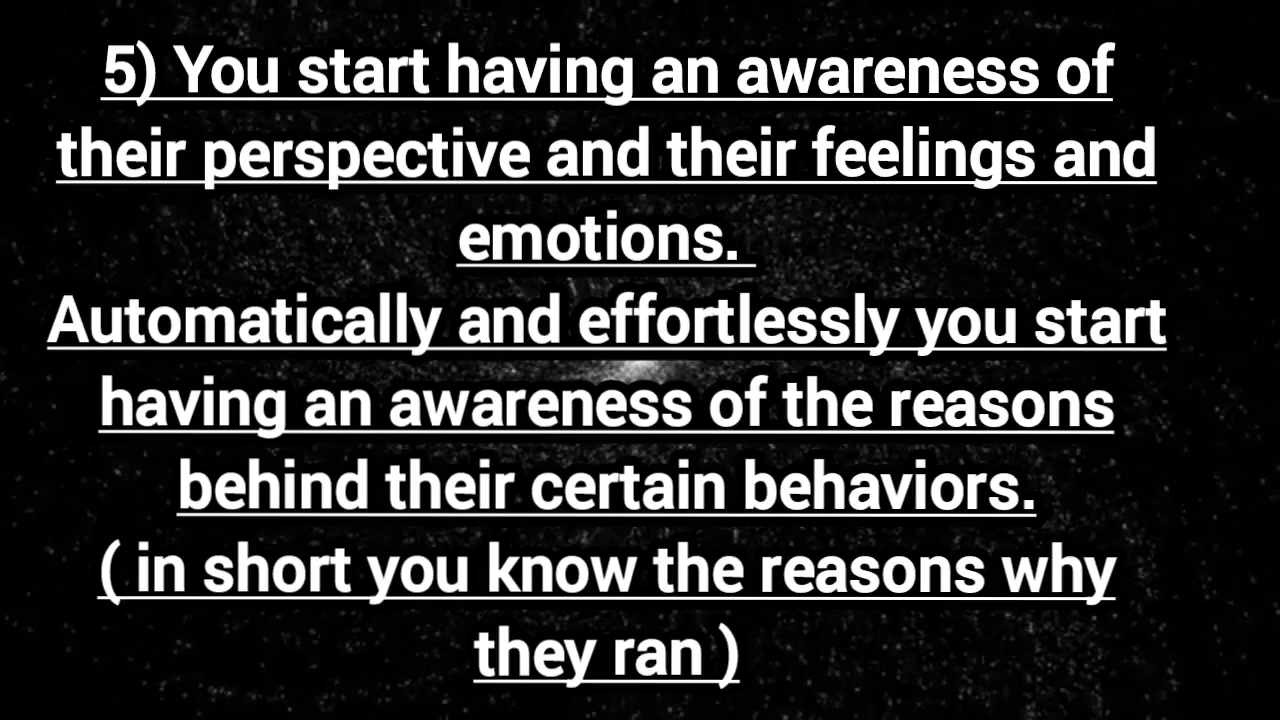 5) You start having an awareness of
their perspective and their feelings and
emotions.
Automatically and effortlessly you start
having an awareness of the reasons
behind their certain behaviors.
( in short you know the reasons why
they ran )